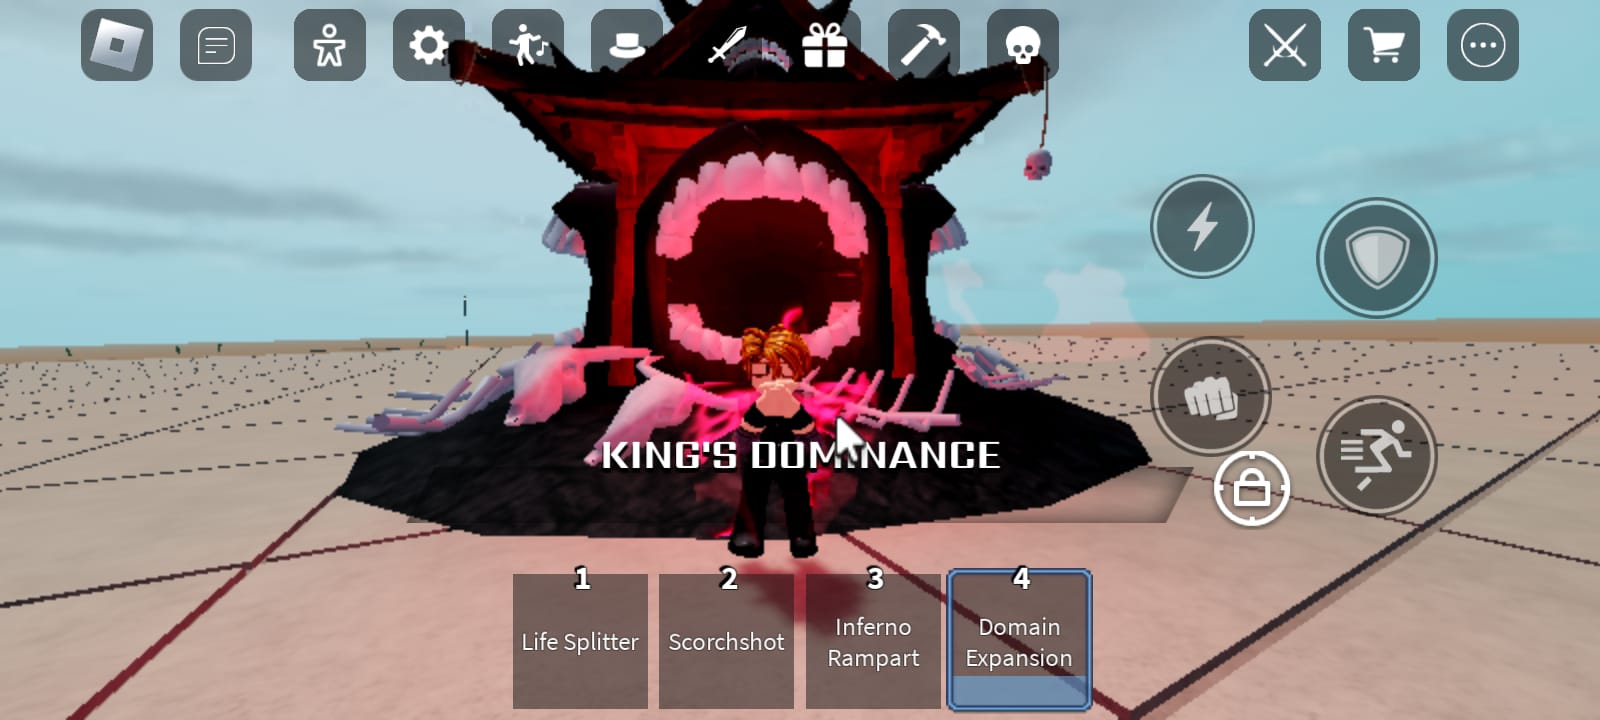 KING'S DOMINANCE
1
2
3
4
Life Splitter
Scorchshot
Inferno
Rampart
Domain
Expansion